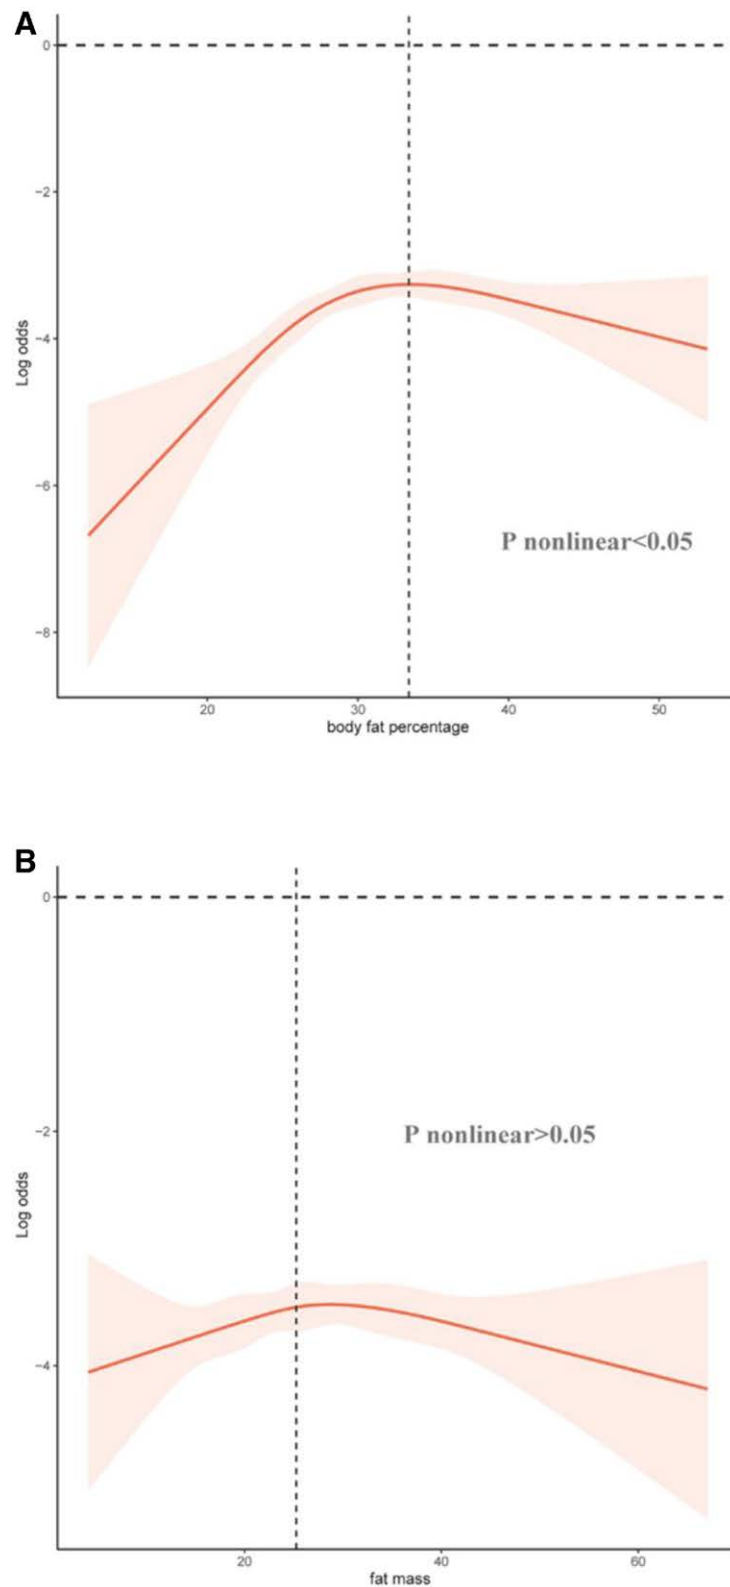 A
0
−2
−4
−6
−8
Log odds
P nonlinear<0.05
20 30 40 50
body fat percentage
B
0
−2
−4
Log odds
P nonlinear>0.05
20 40 60
fat mass